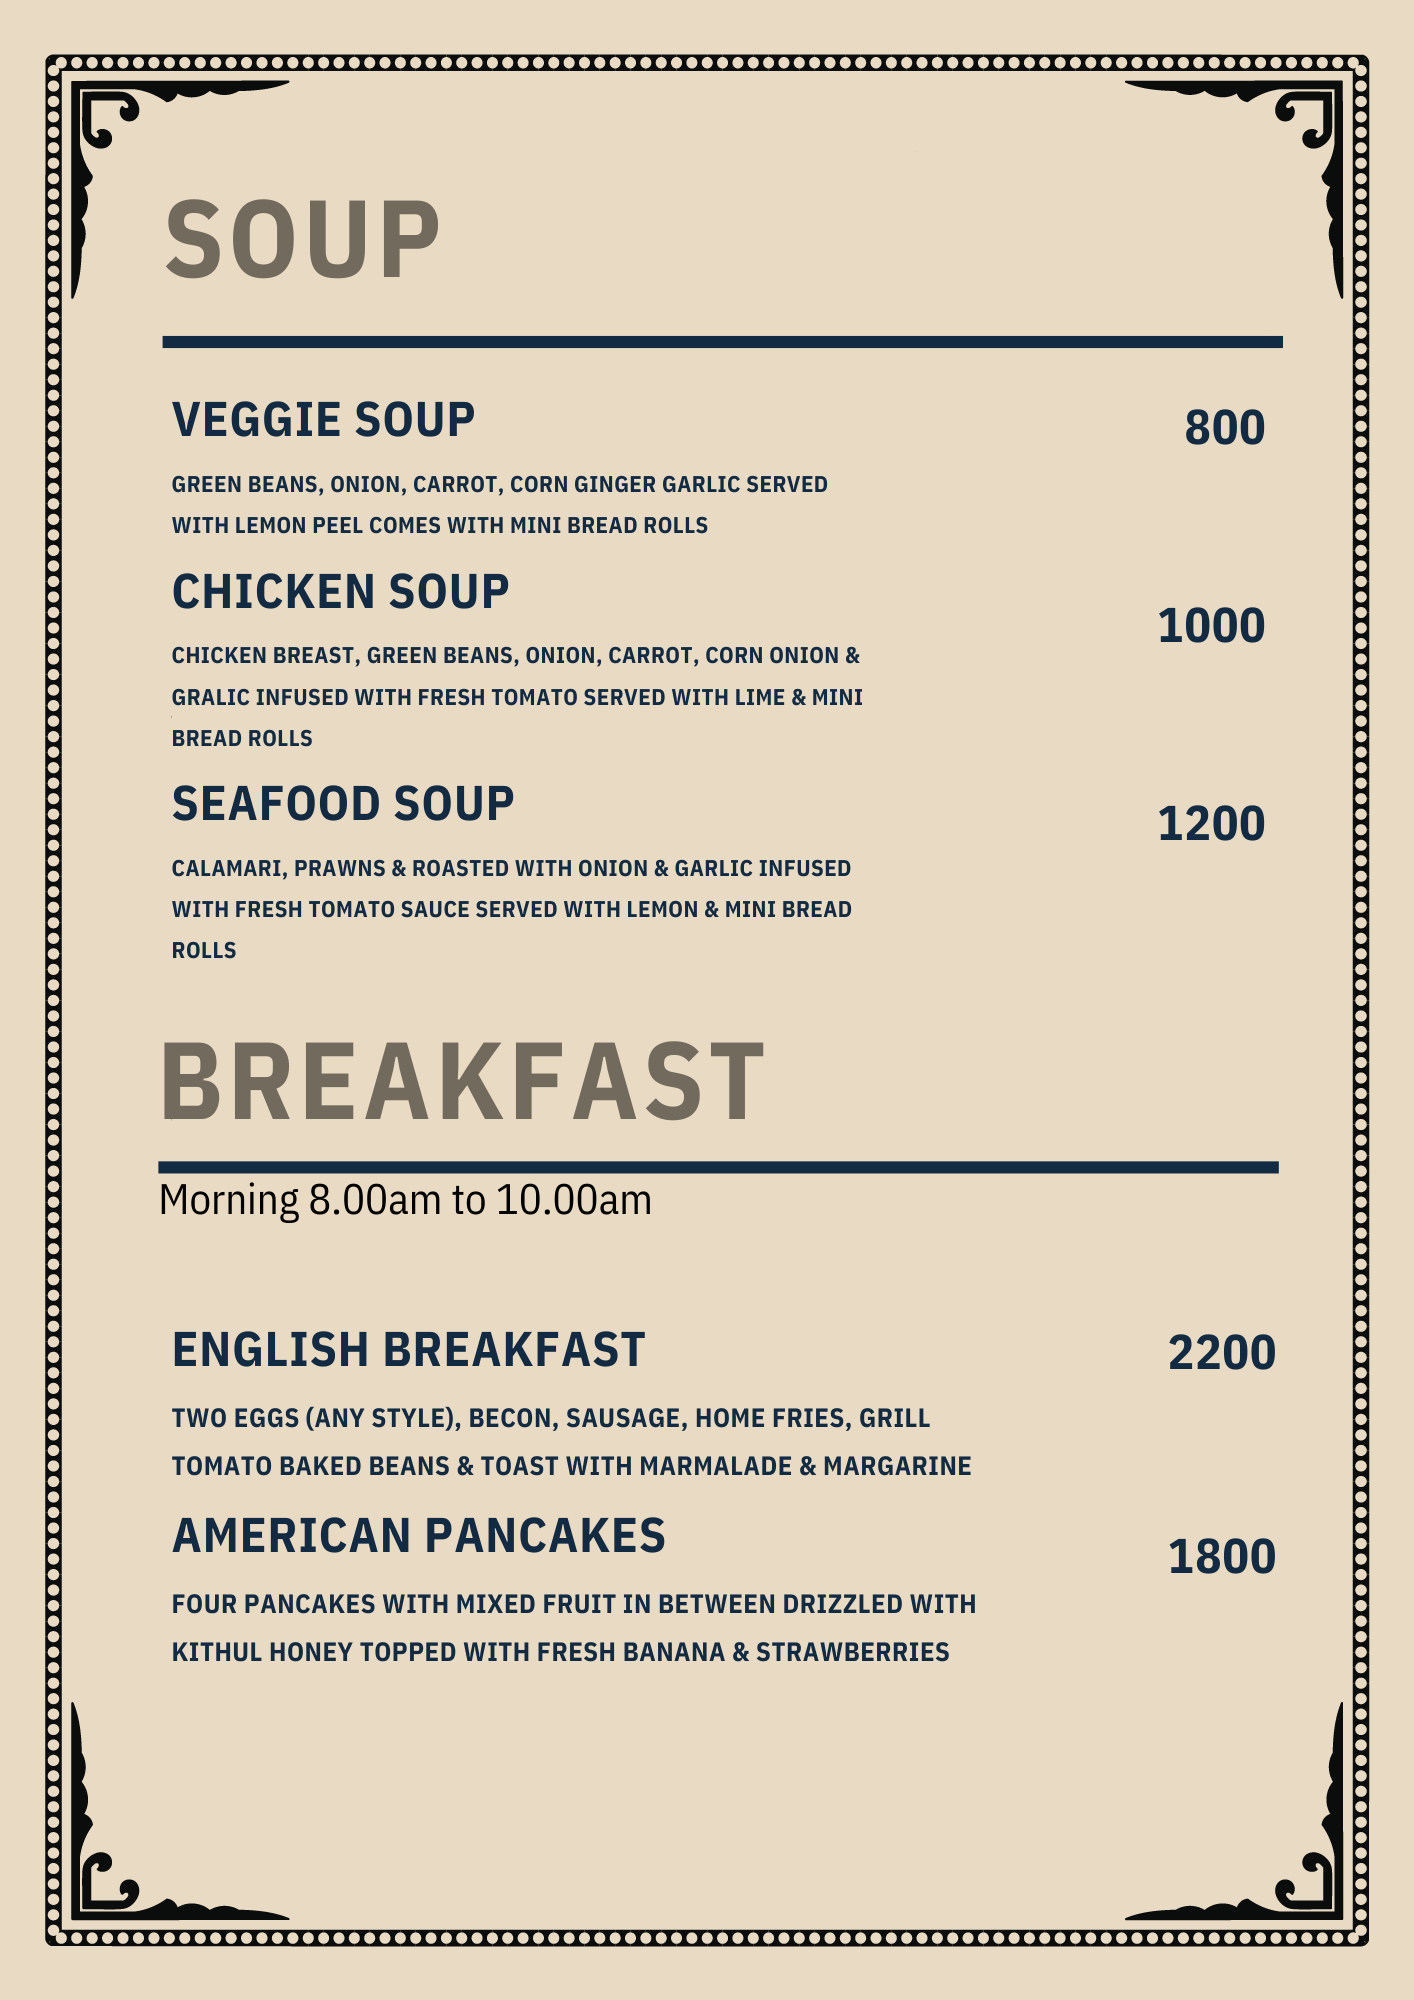 SOUP
VEGGIE SOUP
800
GREEN BEANS, ONION, CARROT, CORN GINGER GARLIC SERVED
WITH LEMON PEEL COMES WITH MINI BREAD ROLLS
CHICKEN SOUP
1000
CHICKEN BREAST, GREEN BEANS, ONION, CARROT, CORN ONION &
GRALIC INFUSED WITH FRESH TOMATO SERVED WITH LIME & MINI
BREAD ROLLS
SEAFOOD SOUP
1200
CALAMARI, PRAWNS & ROASTED WITH ONION & GARLIC INFUSED
WITH FRESH TOMATO SAUCE SERVED WITH LEMON & MINI BREAD
ROLLS
BREAKFAST
Morning 8.00am to 10.00am
ENGLISH BREAKFAST
2200
TWO EGGS (ANY STYLE), BECON, SAUSAGE, HOME FRIES, GRILL
TOMATO BAKED BEANS & TOAST WITH MARMALADE & MARGARINE
AMERICAN PANCAKES
1800
FOUR PANCAKES WITH MIXED FRUIT IN BETWEEN DRIZZLED WITH
KITHUL HONEY TOPPED WITH FRESH BANANA & STRAWBERRIES